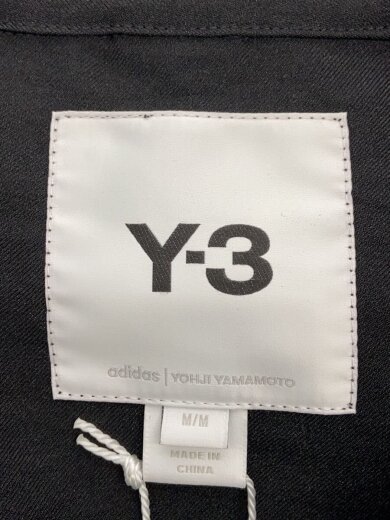 Y-3
adidas | YOHJI YAMAMOTO
M/M
MADE IN
CHINA